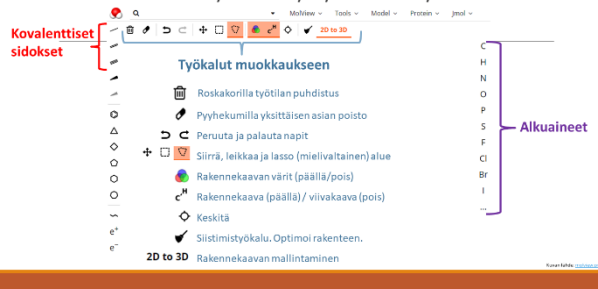 MolView Tools Model Protein Jmol
2D to 3D
Kovalenttiset
sidokset
Työkalut muokkaukseen
Roskakorilla työtilan puhdistus
Pyyhekumilla yksittäisen asian poisto
Peruuta ja palauta napit
Siirrä, leikkaa ja lasso (mielivaltainen) alue
Rakennekaavan värit (päällä/pois)
C H Rakennekaava (päällä) / viivakaava (pois)
Keskitä
Siistimistyökalu. Optimoi rakenteen.
2D to 3D Rakennekaavan mallintaminen
e+
e-
C
H
N
O
P
S
F
Cl
Br
I
...
Alkuaineet
Kuvan lähde: